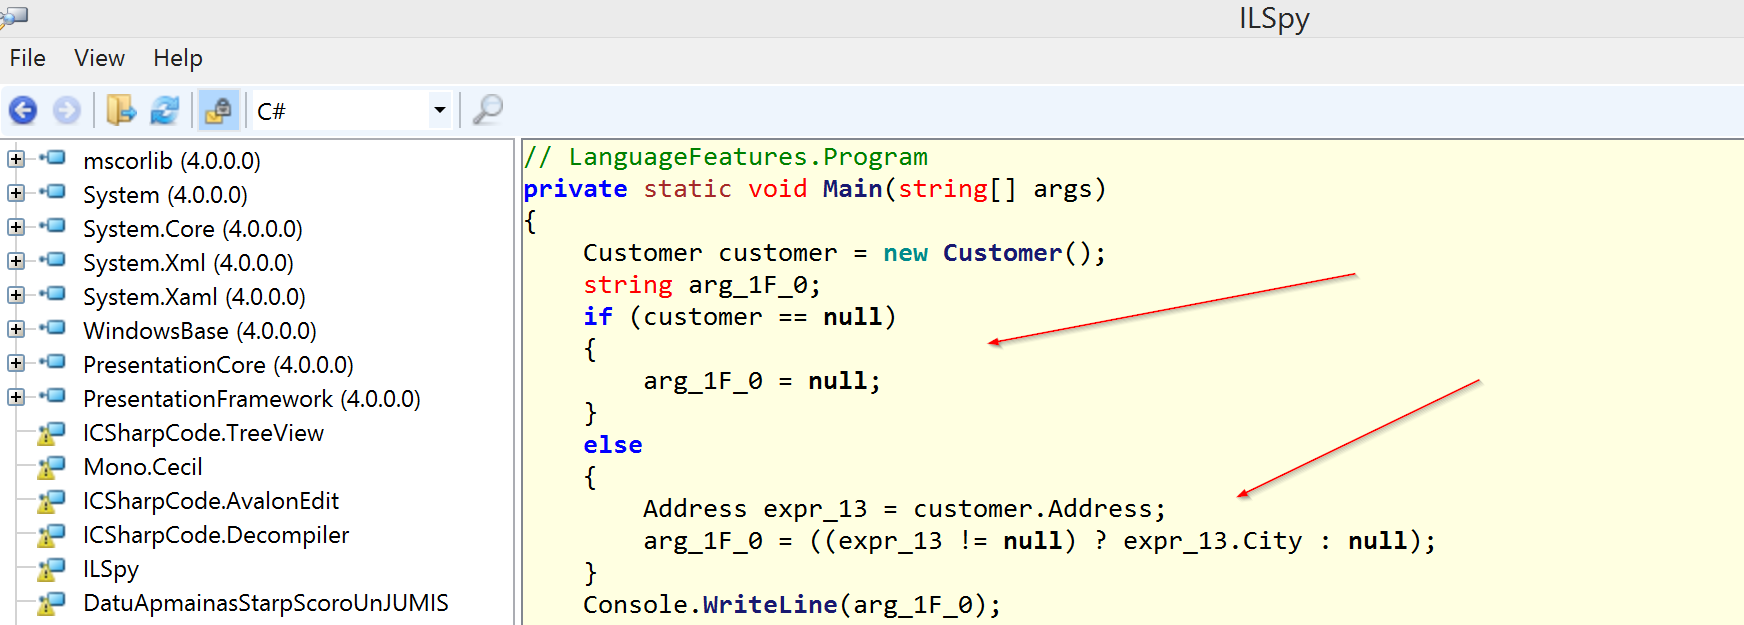 ILSpy
File View Help
C#
mscorlib (4.0.0.0)
System (4.0.0.0)
System.Core (4.0.0.0)
System.Xml (4.0.0.0)
System.Xaml (4.0.0.0)
WindowsBase (4.0.0.0)
PresentationCore (4.0.0.0)
PresentationFramework (4.0.0.0)
ICSharpCode.TreeView
Mono.Cecil
ICSharpCode.AvalonEdit
ICSharpCode.Decompiler
ILSpy
DatuApmainasStarpScoroUnJUMIS
// LanguageFeatures.Program
private static void Main(string[] args)
{
    Customer customer = new Customer();
    string arg_1F_0;
    if (customer == null)
    {
        arg_1F_0 = null;
    }
    else
    {
        Address expr_13 = customer.Address;
        arg_1F_0 = ((expr_13 != null) ? expr_13.City : null);
    }
    Console.WriteLine(arg_1F_0);